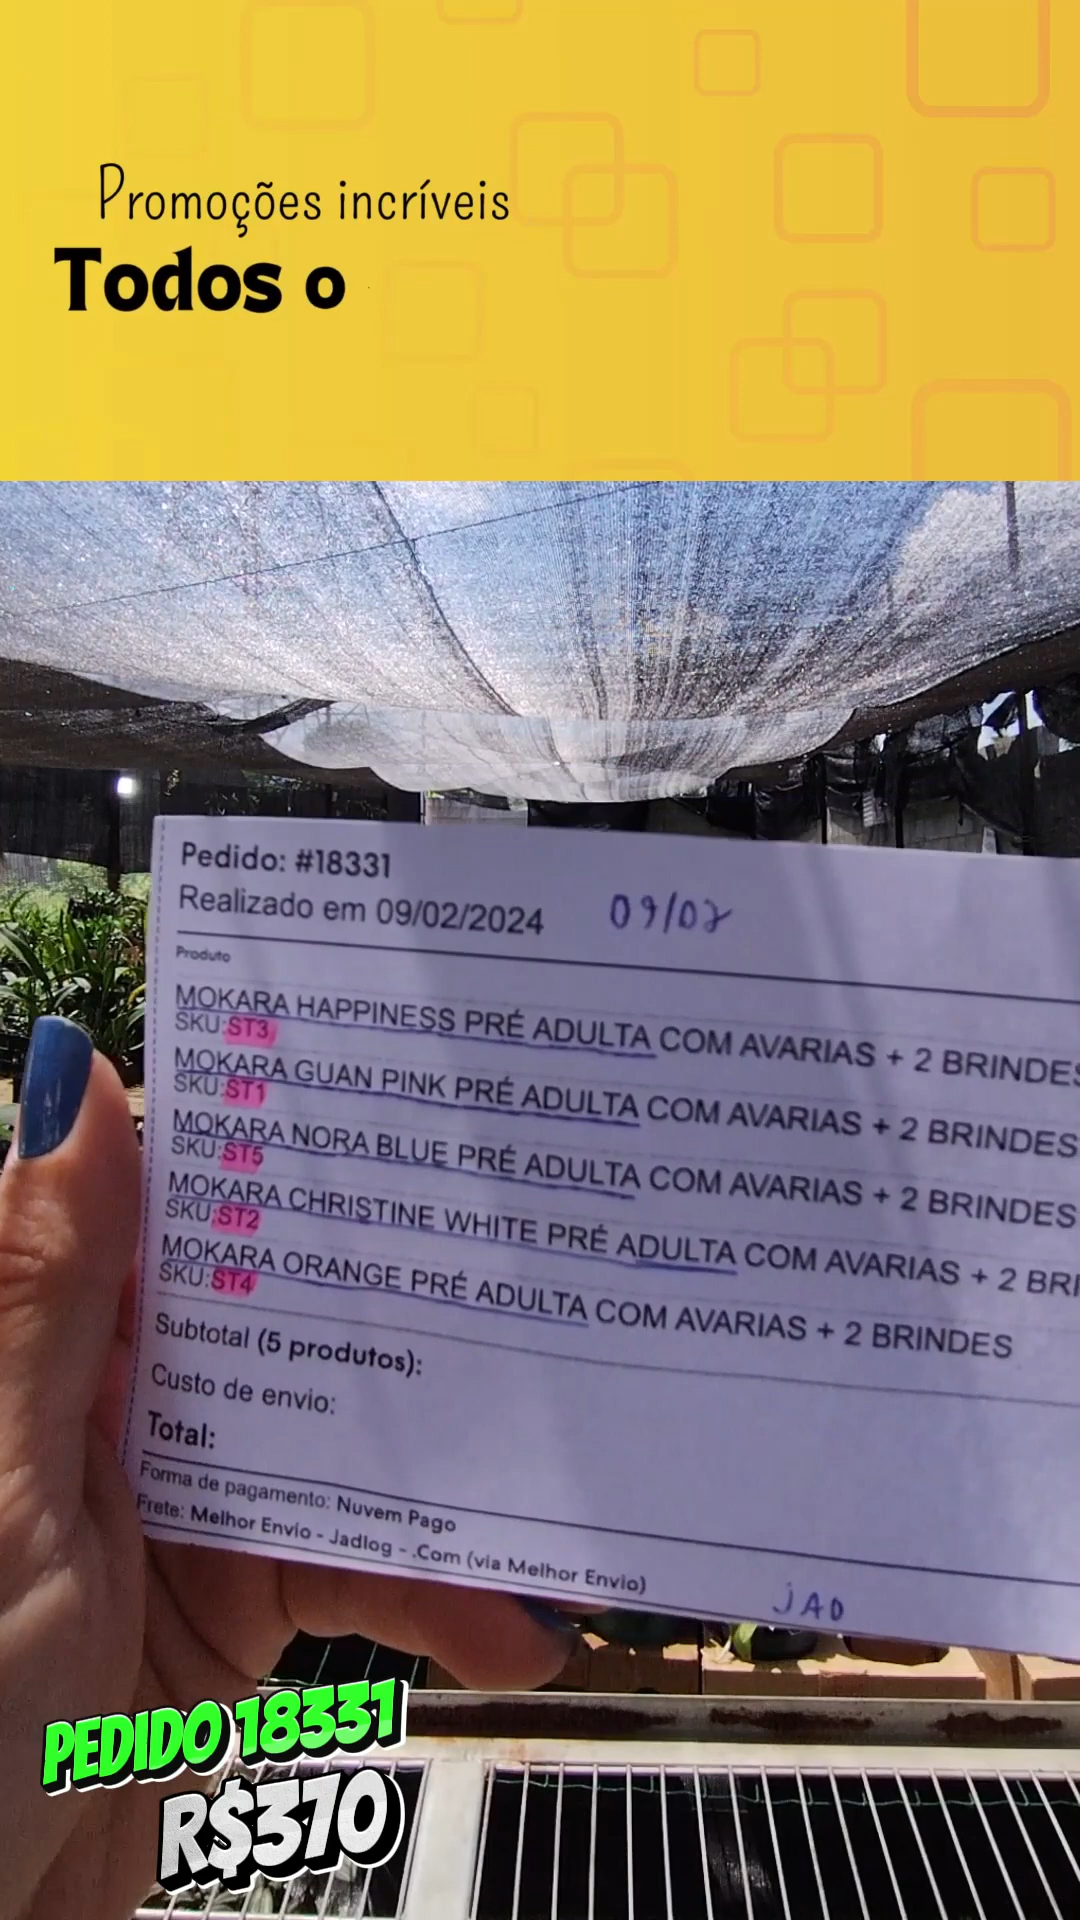 Promoções incríveis
Todos o
Pedido: #18331
Realizado em 09/02/2024 09/02
Produto
MOKARA HAPPINESS PRÉ ADULTA COM AVARIAS + 2 BRINDES
SKU:ST3
MOKARA GUAN PINK PRÉ ADULTA COM AVARIAS + 2 BRINDES
SKU:ST1
MOKARA NORA BLUE PRÉ ADULTA COM AVARIAS + 2 BRINDES
SKU:ST5
MOKARA CHRISTINE WHITE PRÉ ADULTA COM AVARIAS + 2 BRI
SKU:ST2
MOKARA ORANGE PRÉ ADULTA COM AVARIAS + 2 BRINDES
SKU:ST4
Subtotal (5 produtos):
Custo de envio:
Total:
Forma de pagamento: Nuvem Pago
Frete: Melhor Envio - Jadlog - .Com (via Melhor Envio)
JAD
PEDIDO 18331
R$370